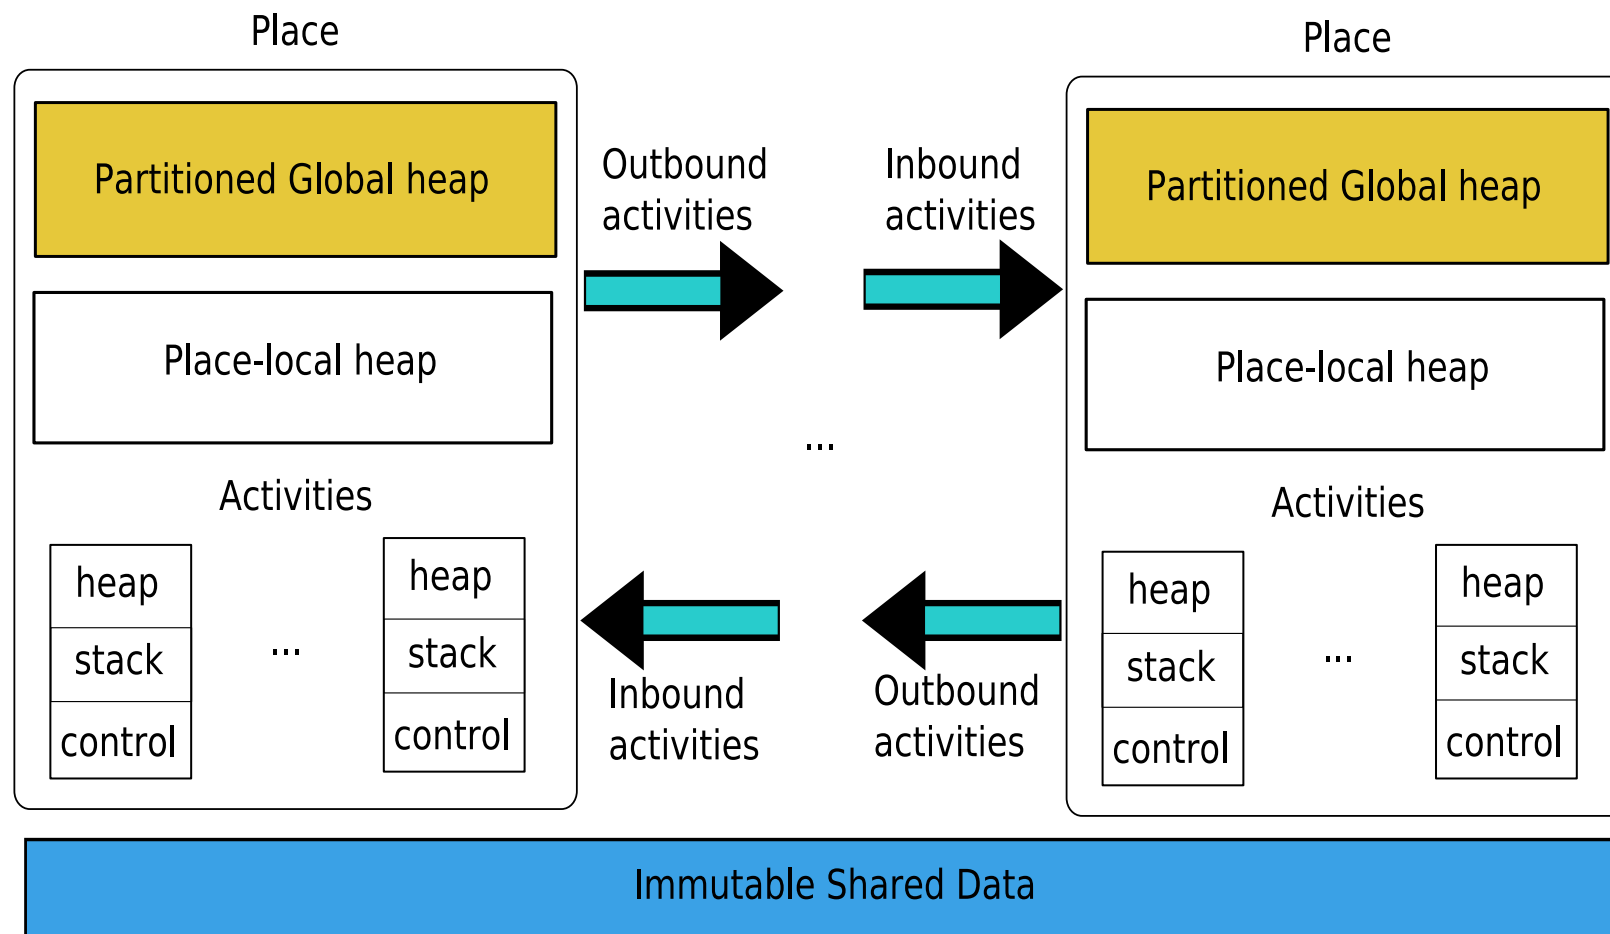 Place
Partitioned Global heap
Place-local heap
Activities
heap
stack
control
...
heap
stack
control
Outbound
activities
Inbound
activities
...
Inbound
activities
Outbound
activities
Place
Partitioned Global heap
Place-local heap
Activities
heap
stack
control
...
heap
stack
control
Immutable Shared Data